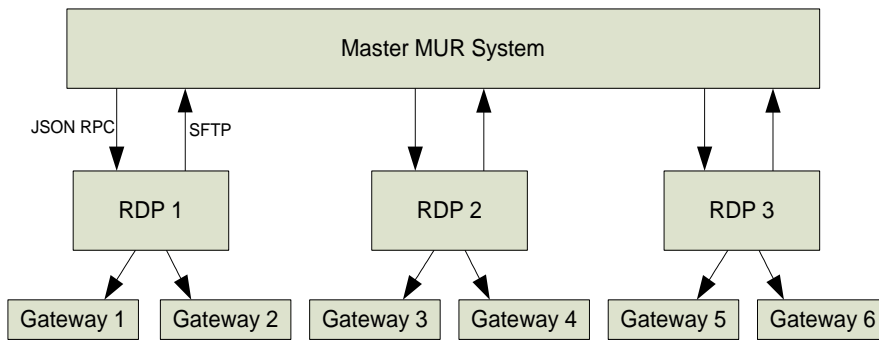 Master MUR System
JSON RPC
SFTP
RDP 1
RDP 2
RDP 3
Gateway 1
Gateway 2
Gateway 3
Gateway 4
Gateway 5
Gateway 6